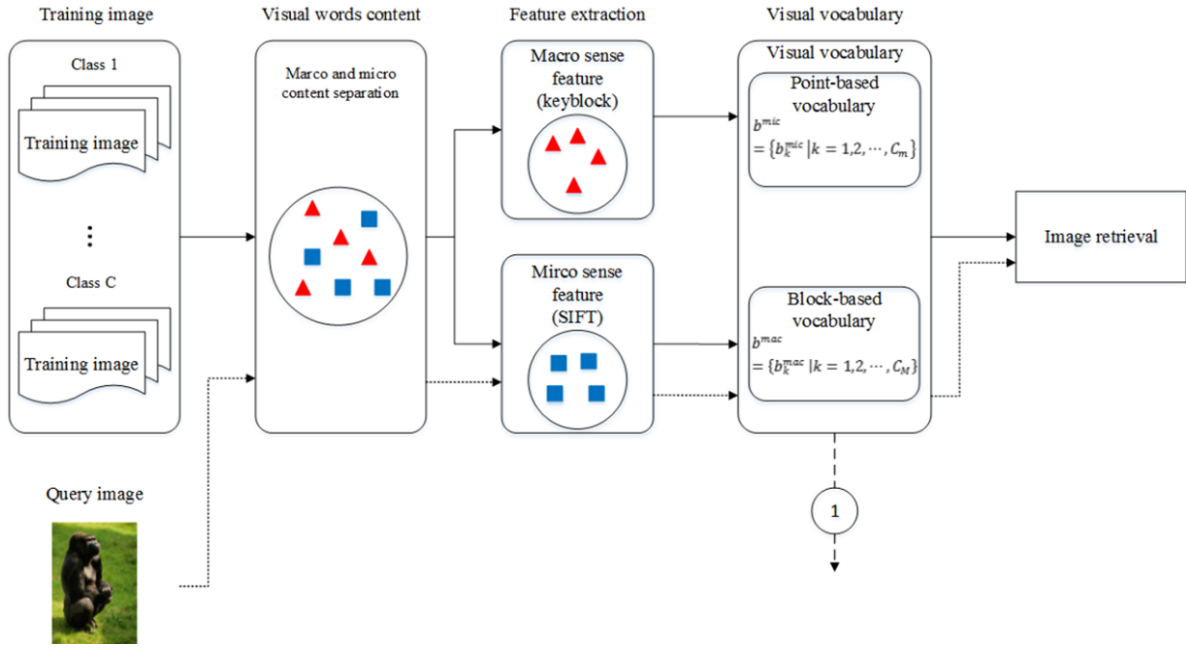 Training image
Class 1
Training image
⋮
Class C
Training image
Query image
Visual words content
Marco and micro
content separation
Feature extraction
Macro sense
feature
(keyblock)
Mirco sense
feature
(SIFT)
Visual vocabulary
Visual vocabulary
Point-based
vocabulary
b^{mic}
= {b_k^{mic} |k = 1,2, ⋯, C_m}
Block-based
vocabulary
b^{mac}
= {b_k^{mac} |k = 1,2, ⋯, C_M}
1
Image retrieval